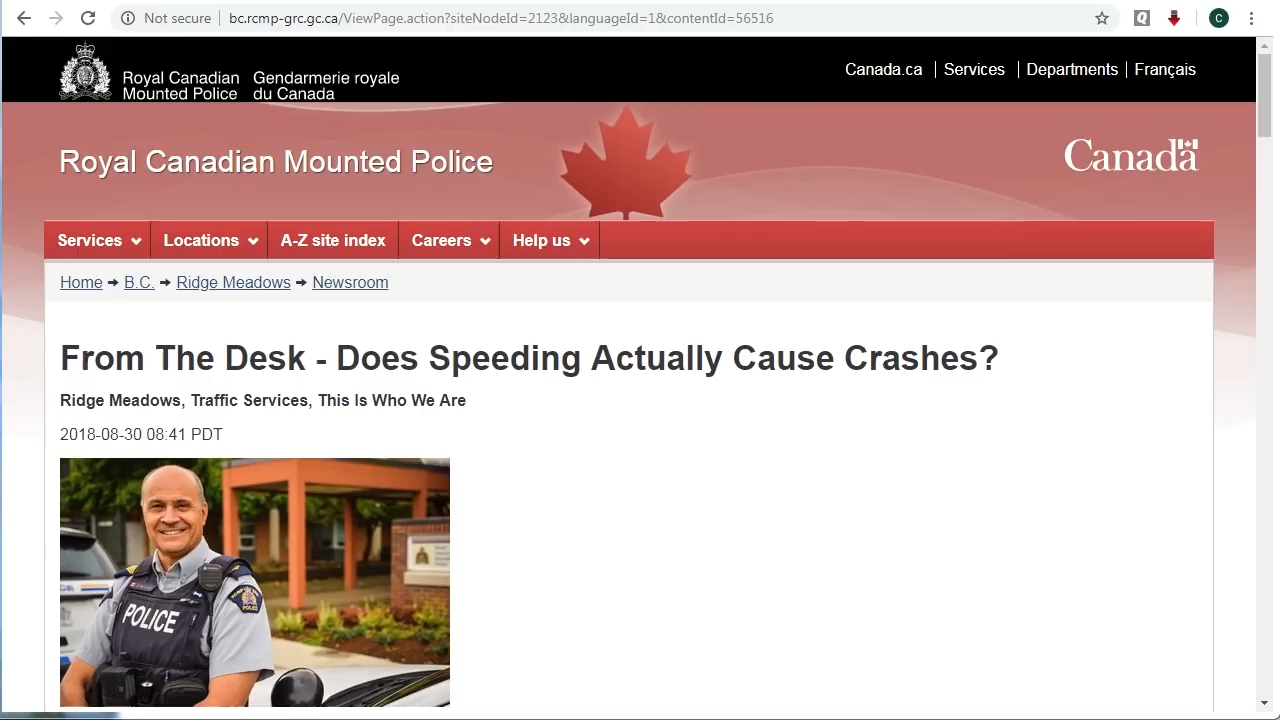 Not secure
bc.rcmp-grc.gc.ca/ViewPage.action?siteNodeId=2123&languageId=1&contentId=56516
Q
C
Royal Canadian Mounted Police
Gendarmerie royale du Canada
Canada.ca
Services
Departments
Français
Royal Canadian Mounted Police
Canada
Services
Locations
A-Z site index
Careers
Help us
Home
B.C.
Ridge Meadows
Newsroom
From The Desk - Does Speeding Actually Cause Crashes?
Ridge Meadows, Traffic Services, This Is Who We Are
2018-08-30 08:41 PDT
POLICE